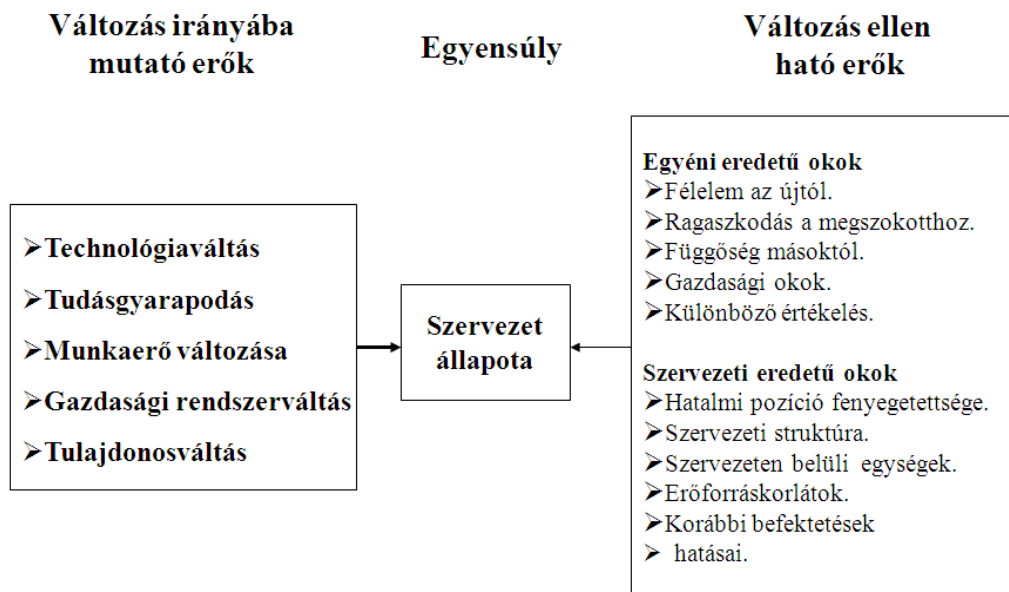 Változás irányába
mutató erők
Egyensúly
Változás ellen
ható erők
➢Technológiaváltás
➢Tudásgyarapodás
➢Munkaerő változása
➢Gazdasági rendszerváltás
➢Tulajdonosváltás
Szervezet
állapota
Egyéni eredetű okok
➢Félelem az újtól.
➢Ragaszkodás a megszokotthoz.
➢Függőség másoktól.
➢Gazdasági okok.
➢Különböző értékelés.
Szervezeti eredetű okok
➢Hatalmi pozíció fenyegetettsége.
➢Szervezeti struktúra.
➢Szervezeten belüli egységek.
➢Erőforráskorlátok.
➢Korábbi befektetések
➢ hatásai.